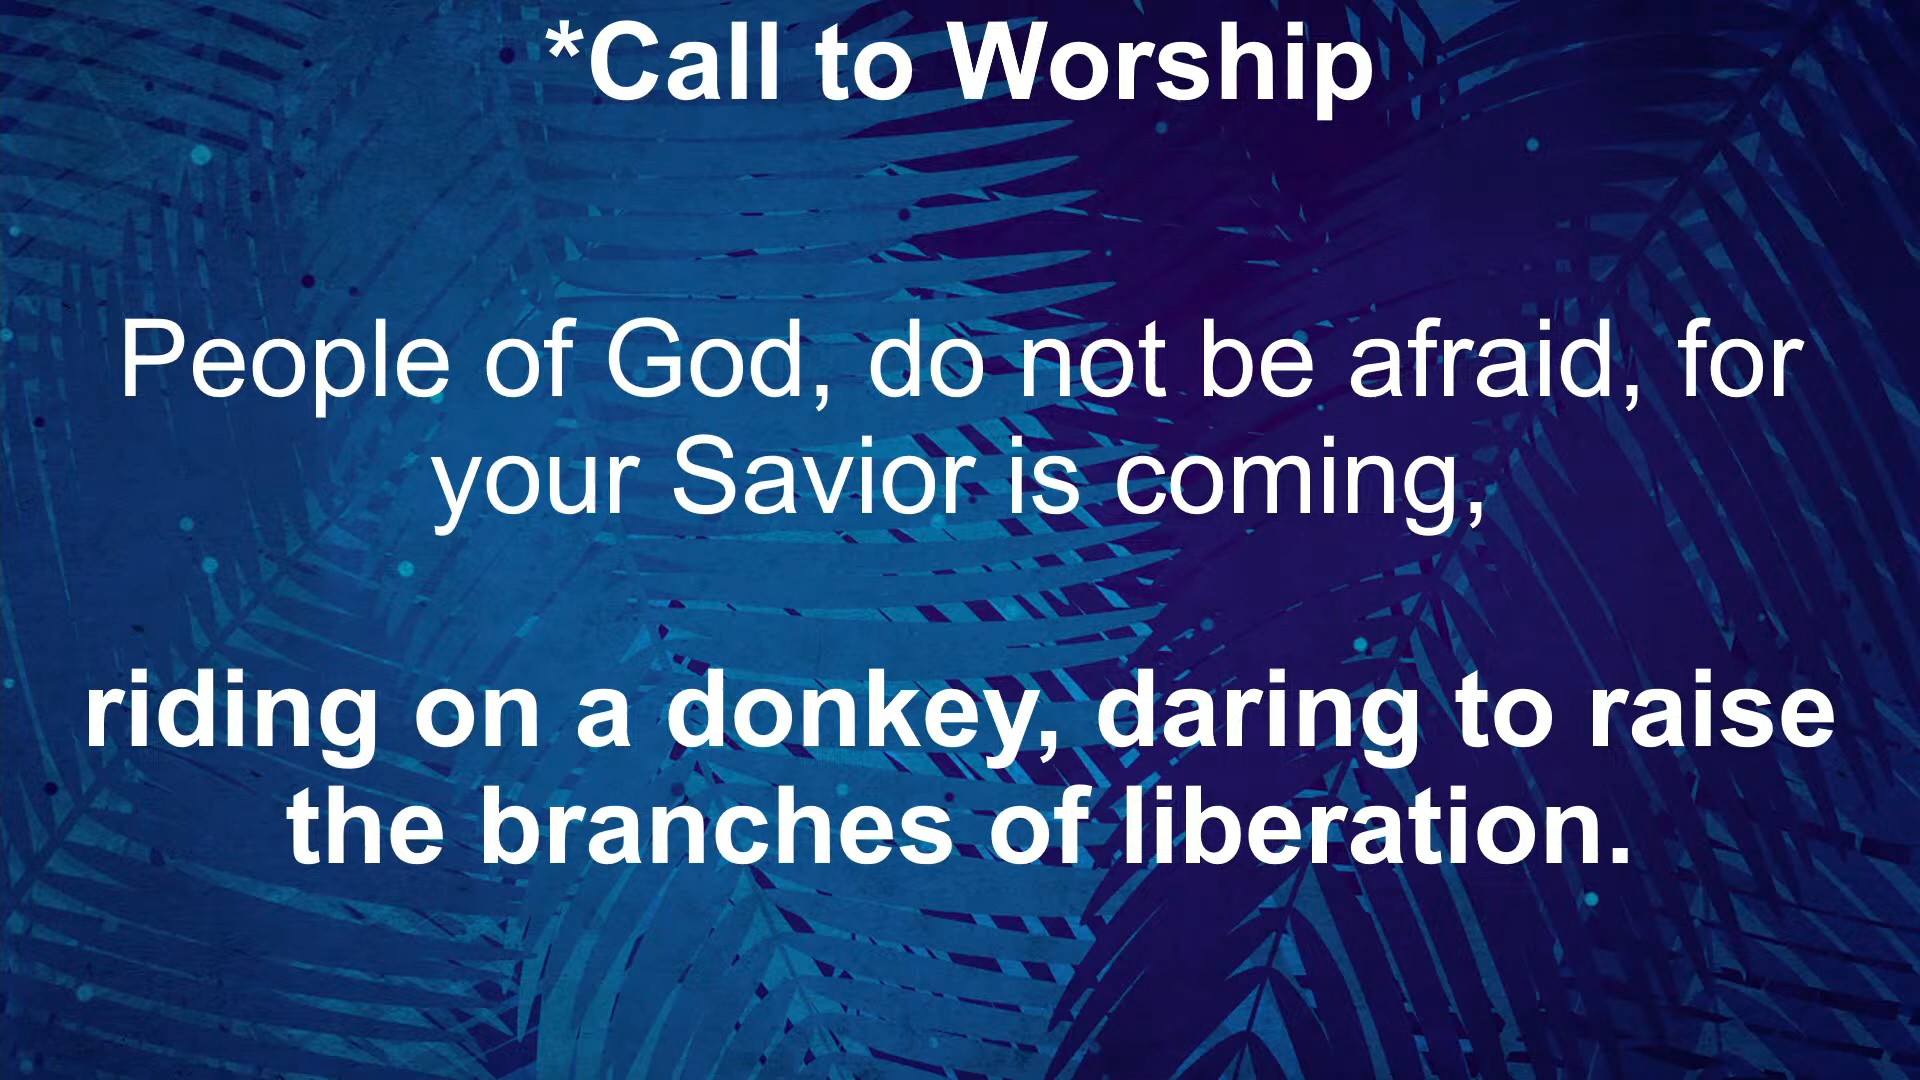 *Call to Worship
People of God, do not be afraid, for
your Savior is coming,
riding on a donkey, daring to raise
the branches of liberation.